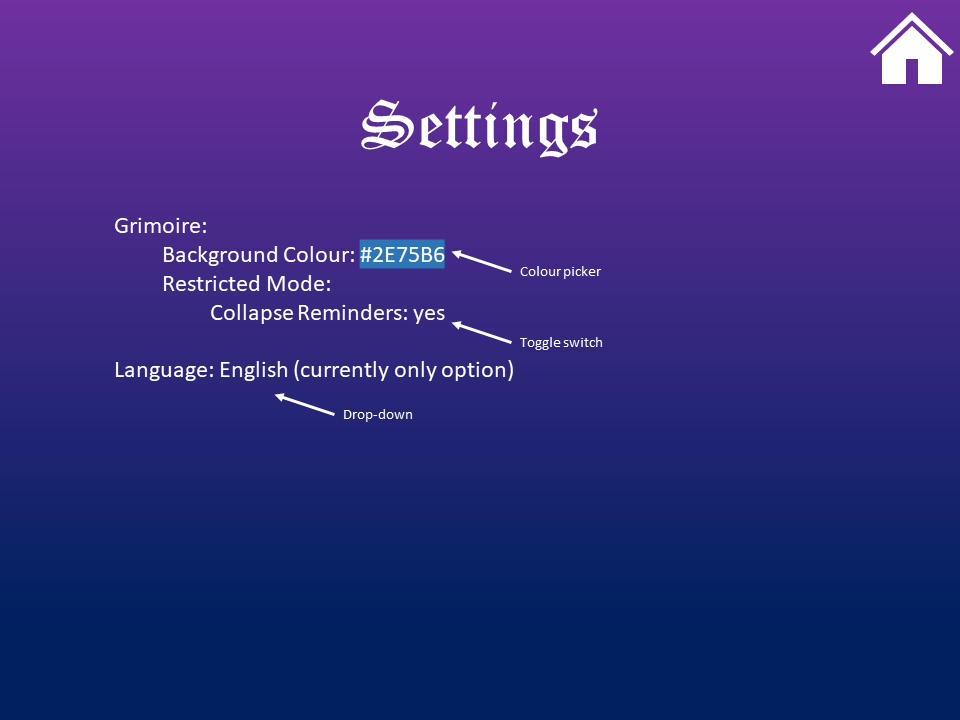 Settings
Grimoire:
Background Colour: #2E75B6
Colour picker
Restricted Mode:
Collapse Reminders: yes
Toggle switch
Language: English (currently only option)
Drop-down